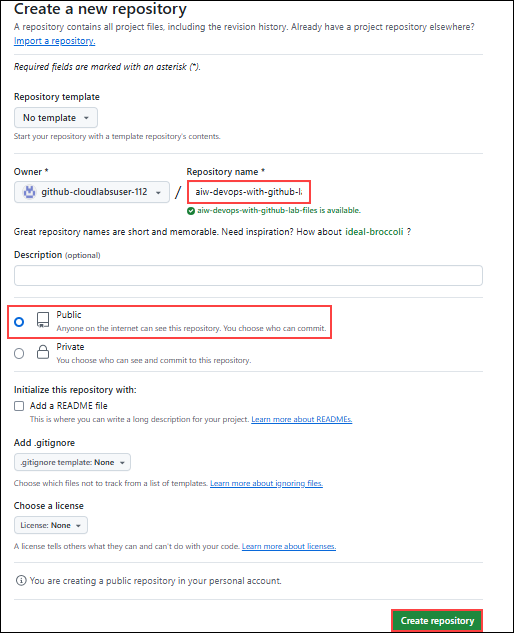 Create a new repository
A repository contains all project files, including the revision history. Already have a project repository elsewhere?
Import a repository.
Required fields are marked with an asterisk (*).
Repository template
No template
Start your repository with a template repository's contents.
Owner *
Repository name *
github-cloudlabsuser-112
/
aiw-devops-with-github-l
aiw-devops-with-github-lab-files is available.
Great repository names are short and memorable. Need inspiration? How about ideal-broccoli ?
Description (optional)
Public
Anyone on the internet can see this repository. You choose who can commit.
Private
You choose who can see and commit to this repository.
Initialize this repository with:
Add a README file
This is where you can write a long description for your project. Learn more about READMEs.
Add .gitignore
.gitignore template: None
Choose which files not to track from a list of templates. Learn more about ignoring files.
Choose a license
License: None
A license tells others what they can and can't do with your code. Learn more about licenses.
You are creating a public repository in your personal account.
Create repository